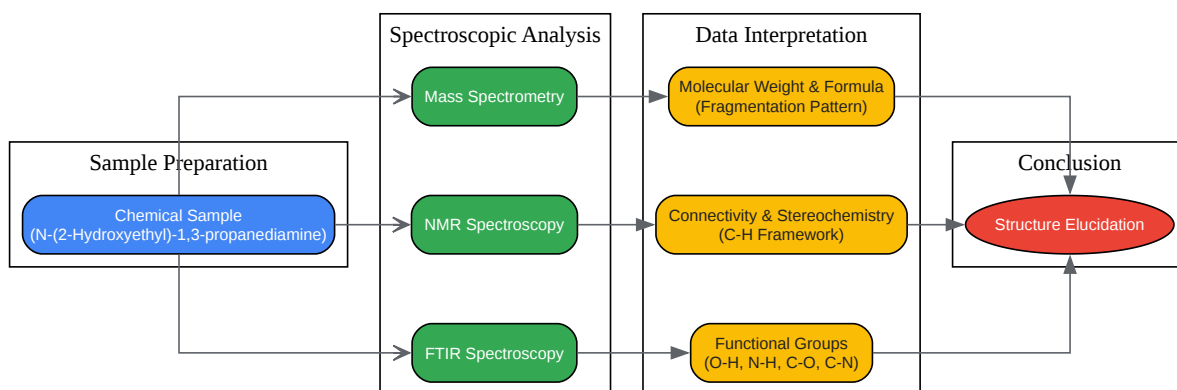 Spectroscopic Analysis
Data Interpretation
Mass Spectrometry
Molecular Weight & Formula
(Fragmentation Pattern)
Sample Preparation
Conclusion
Chemical Sample
(N-(2-Hydroxyethyl)-1,3-propanediamine)
NMR Spectroscopy
Connectivity & Stereochemistry
(C-H Framework)
Structure Elucidation
FTIR Spectroscopy
Functional Groups
(O-H, N-H, C-O, C-N)